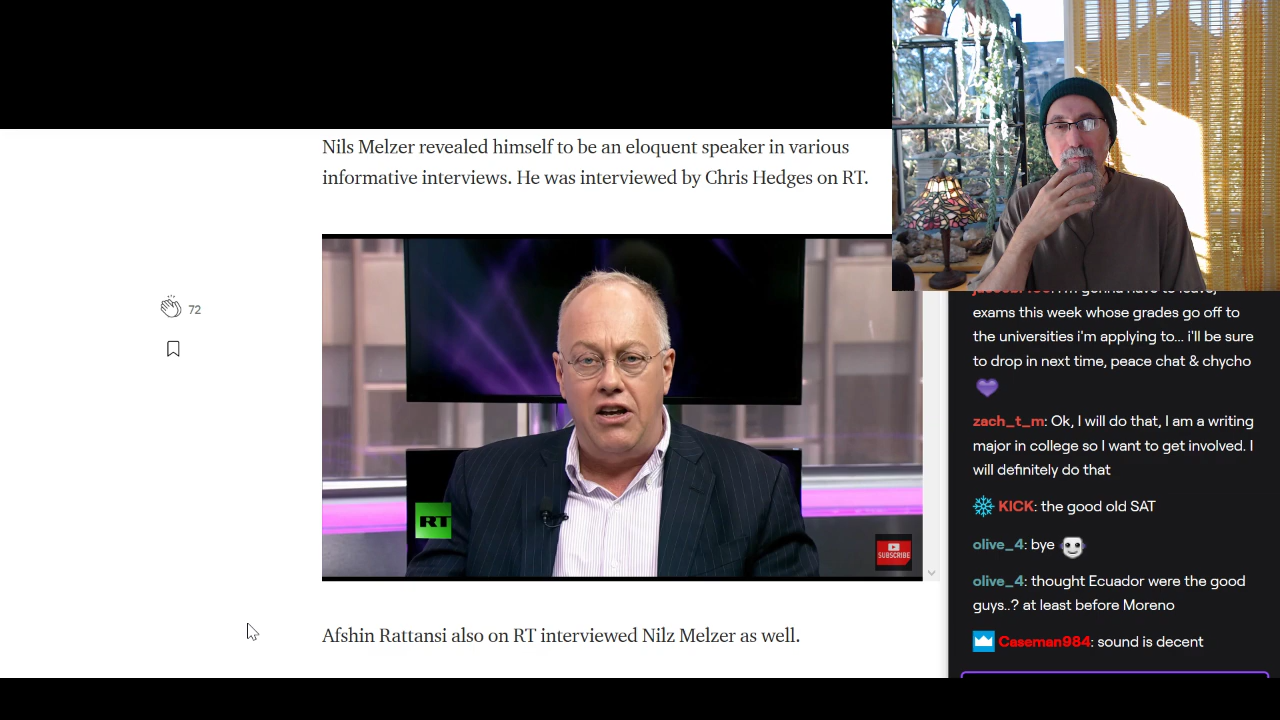 Nils Melzer revealed himself to be an eloquent speaker in various
informative interviews. He was interviewed by Chris Hedges on RT.
72
RT
SUBSCRIBE
Afshin Rattansi also on RT interviewed Nilz Melzer as well.
exams this week whose grades go off to
the universities i'm applying to... i'll be sure
to drop in next time, peace chat & chycho
zach_t_m: Ok, I will do that, I am a writing
major in college so I want to get involved. I
will definitely do that
KICK: the good old SAT
olive_4: bye
olive_4: thought Ecuador were the good
guys..? at least before Moreno
Caseman984: sound is decent